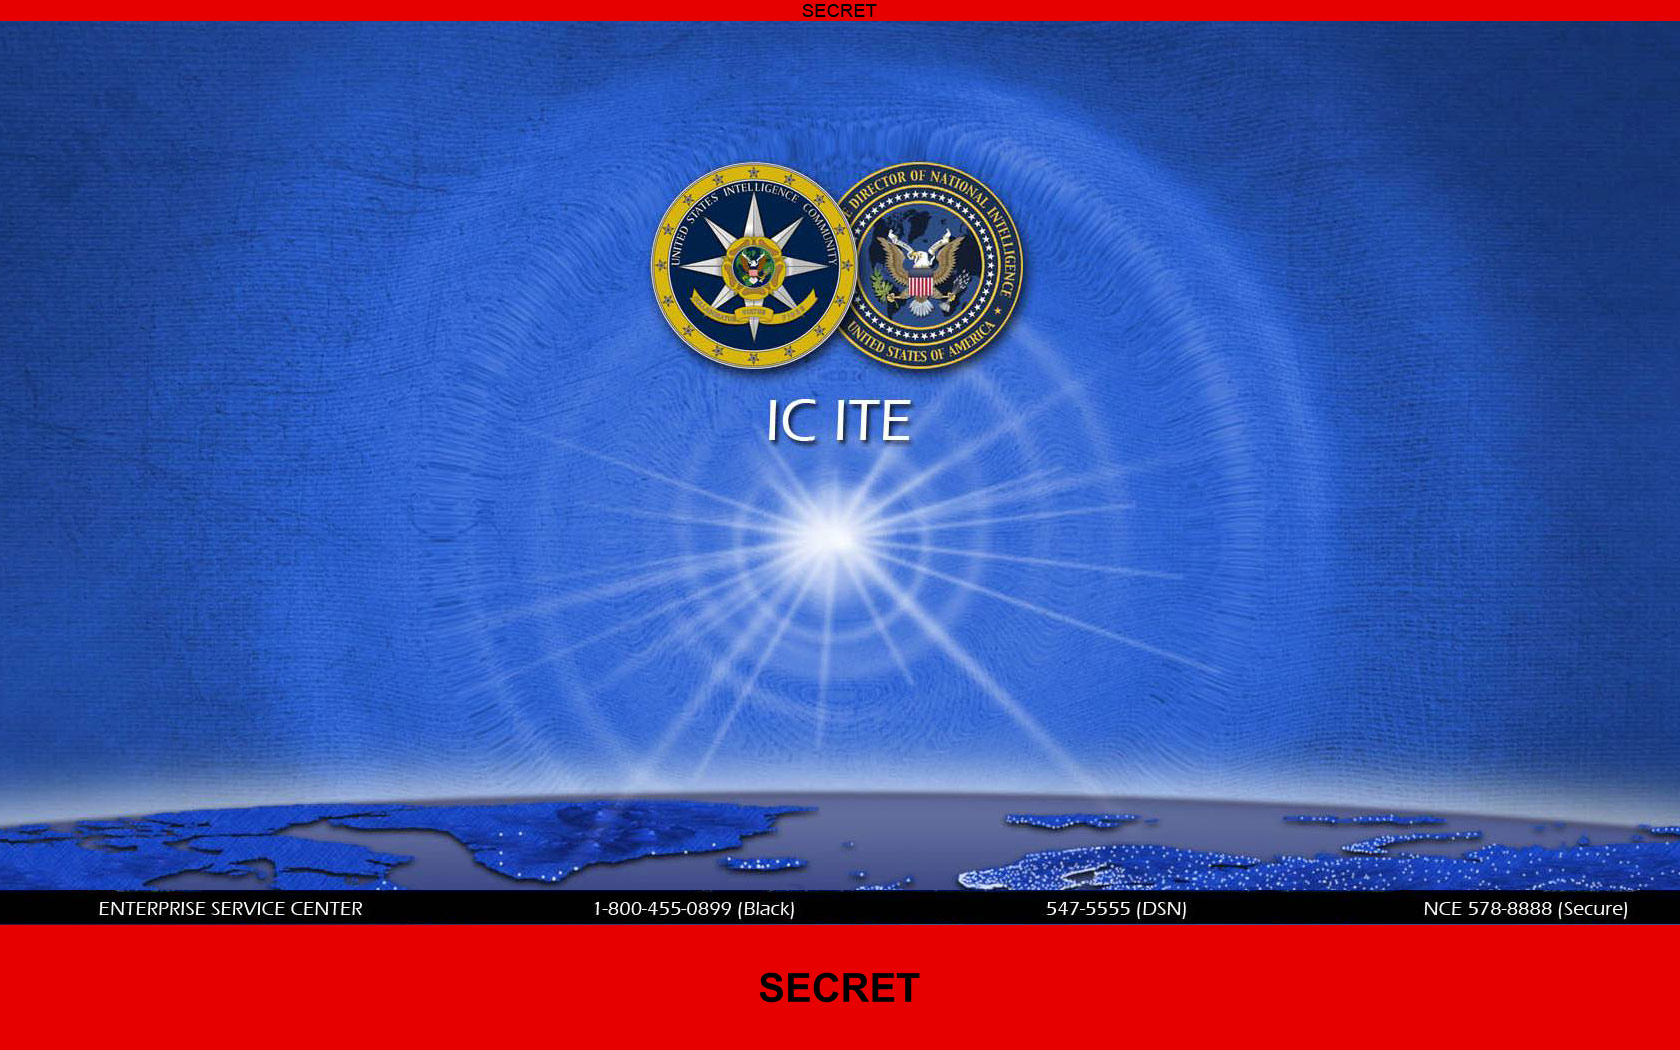 SECRET
UNITED STATES INTELLIGENCE COMMUNITY
VIRTUS
DIRECTOR OF NATIONAL INTELLIGENCE
UNITED STATES OF AMERICA
IC ITE
ENTERPRISE SERVICE CENTER 1-800-455-0899 (Black) 547-5555 (DSN) NCE 578-8888 (Secure)
SECRET